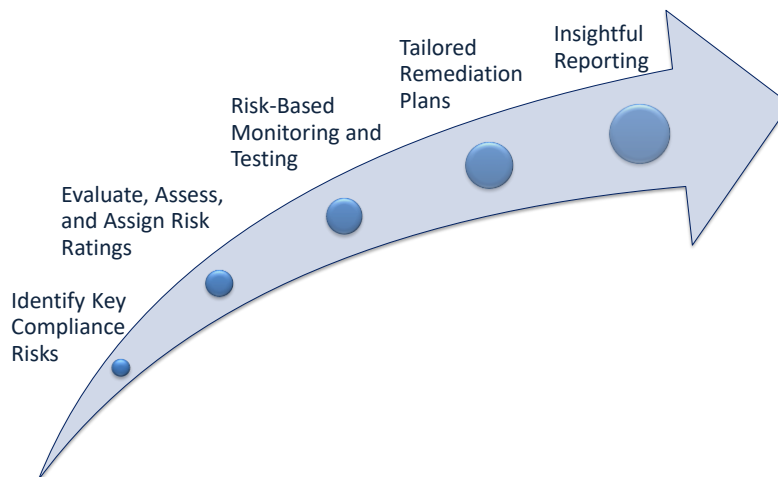 Insightful
Reporting
Tailored
Remediation
Plans
Risk-Based
Monitoring and
Testing
Evaluate, Assess,
and Assign Risk
Ratings
Identify Key
Compliance
Risks